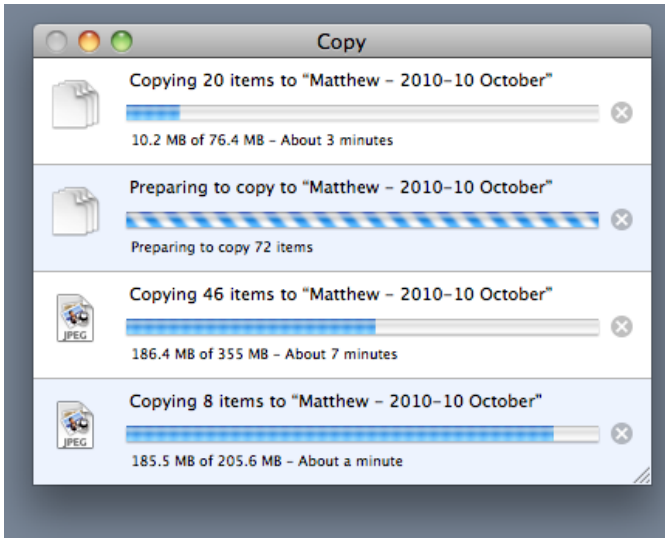 Copy
Copying 20 items to “Matthew – 2010–10 October”
10.2 MB of 76.4 MB – About 3 minutes
Preparing to copy to “Matthew – 2010–10 October”
Preparing to copy 72 items
Copying 46 items to “Matthew – 2010–10 October”
JPEG
186.4 MB of 355 MB – About 7 minutes
Copying 8 items to “Matthew – 2010–10 October”
JPEG
185.5 MB of 205.6 MB – About a minute